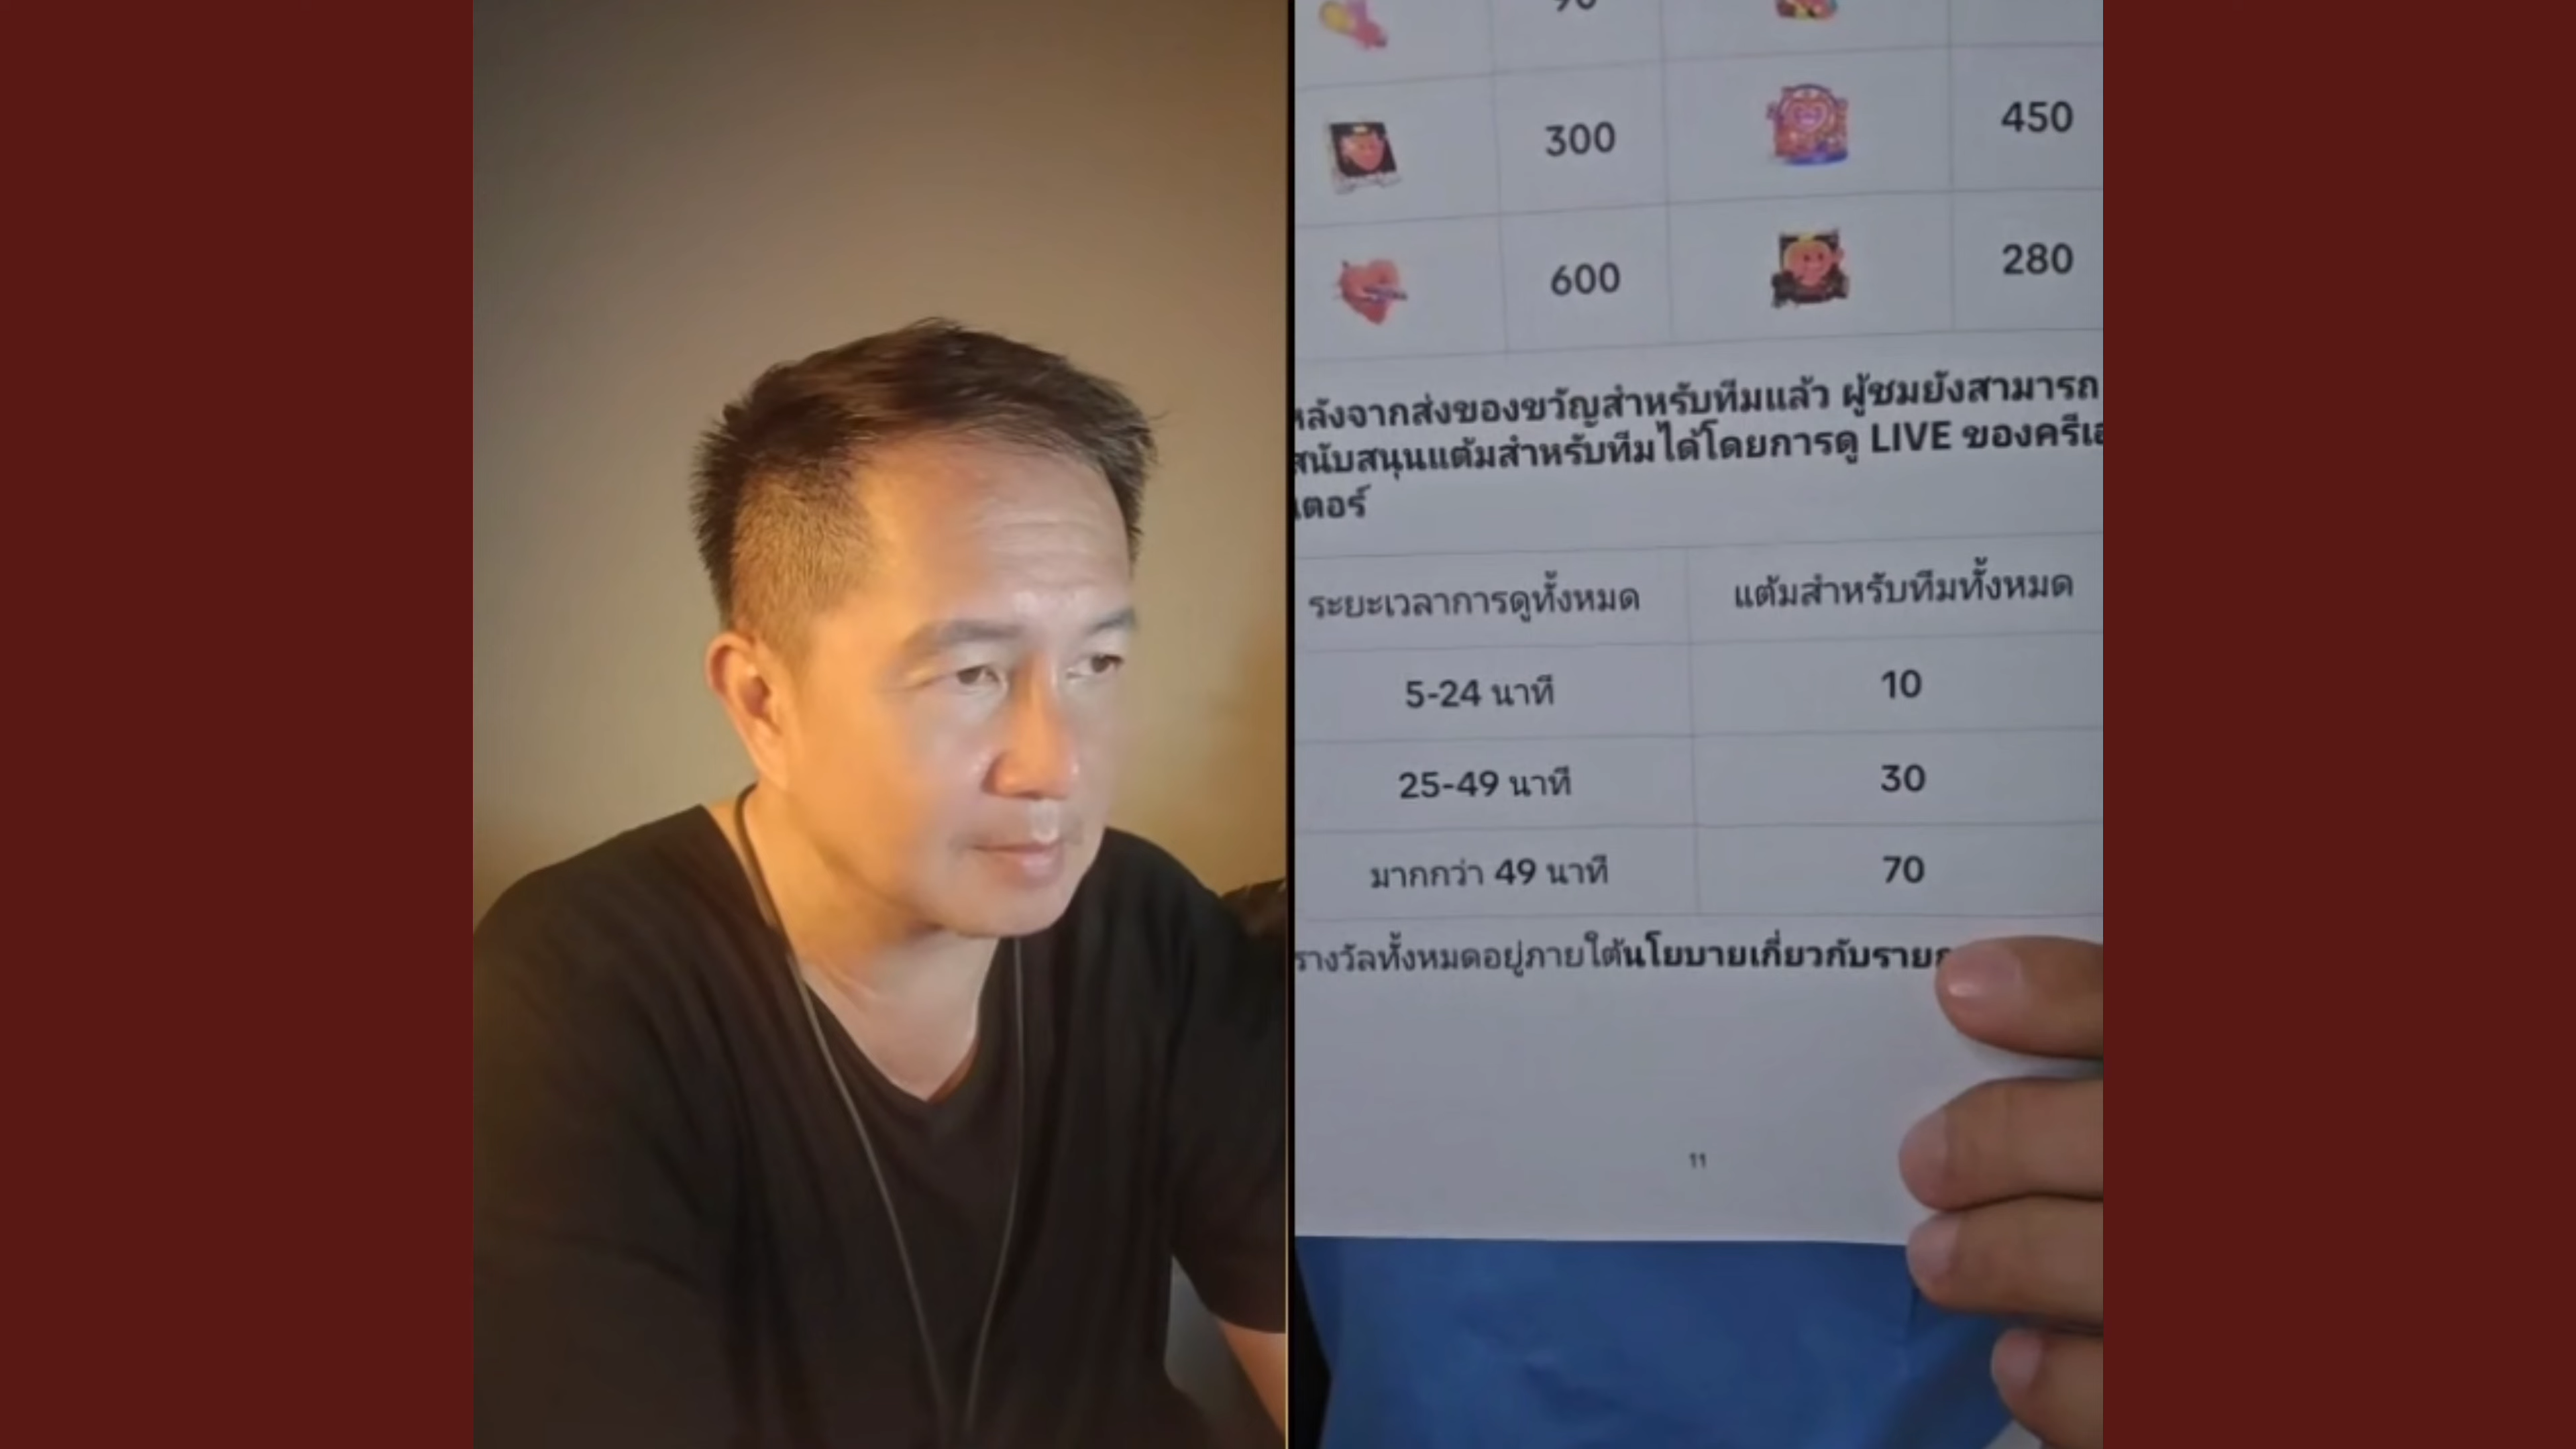 90
300
450
600
280
หลังจากส่งของขวัญสำหรับทีมแล้ว ผู้ชมยังสามารถ
สนับสนุนแต้มสำหรับทีมได้โดยการดู LIVE ของครีเอ
เตอร์
ระยะเวลาการดูทั้งหมด แต้มสำหรับทีมทั้งหมด
5-24 นาที 10
25-49 นาที 30
มากกว่า 49 นาที 70
รางวัลทั้งหมดอยู่ภายใต้นโยบายเกี่ยวกับราย
11